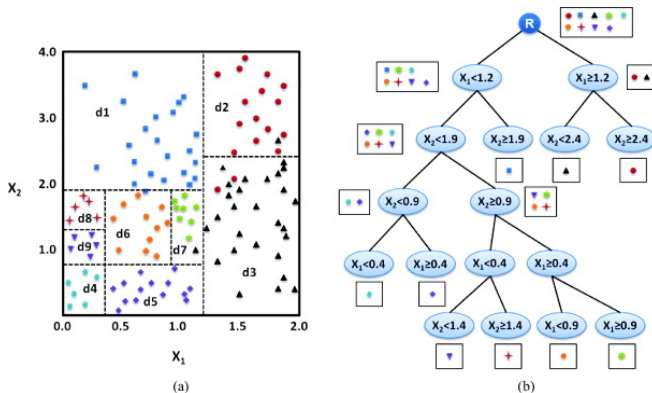 4.0
3.0
2.0
1.0
0.0 0.5 1.0 1.5 2.0
X₂
X₁
d1
d2
d8
d6
d9
d7
d3
d4
d5
(a)
R
X₁<1.2 X₁≥1.2
X₂<1.9 X₂≥1.9 X₂<2.4 X₂≥2.4
X₂<0.9 X₂≥0.9
X₁<0.4 X₁≥0.4 X₁<0.4 X₁≥0.4
X₂<1.4 X₂≥1.4 X₁<0.9 X₁≥0.9
(b)